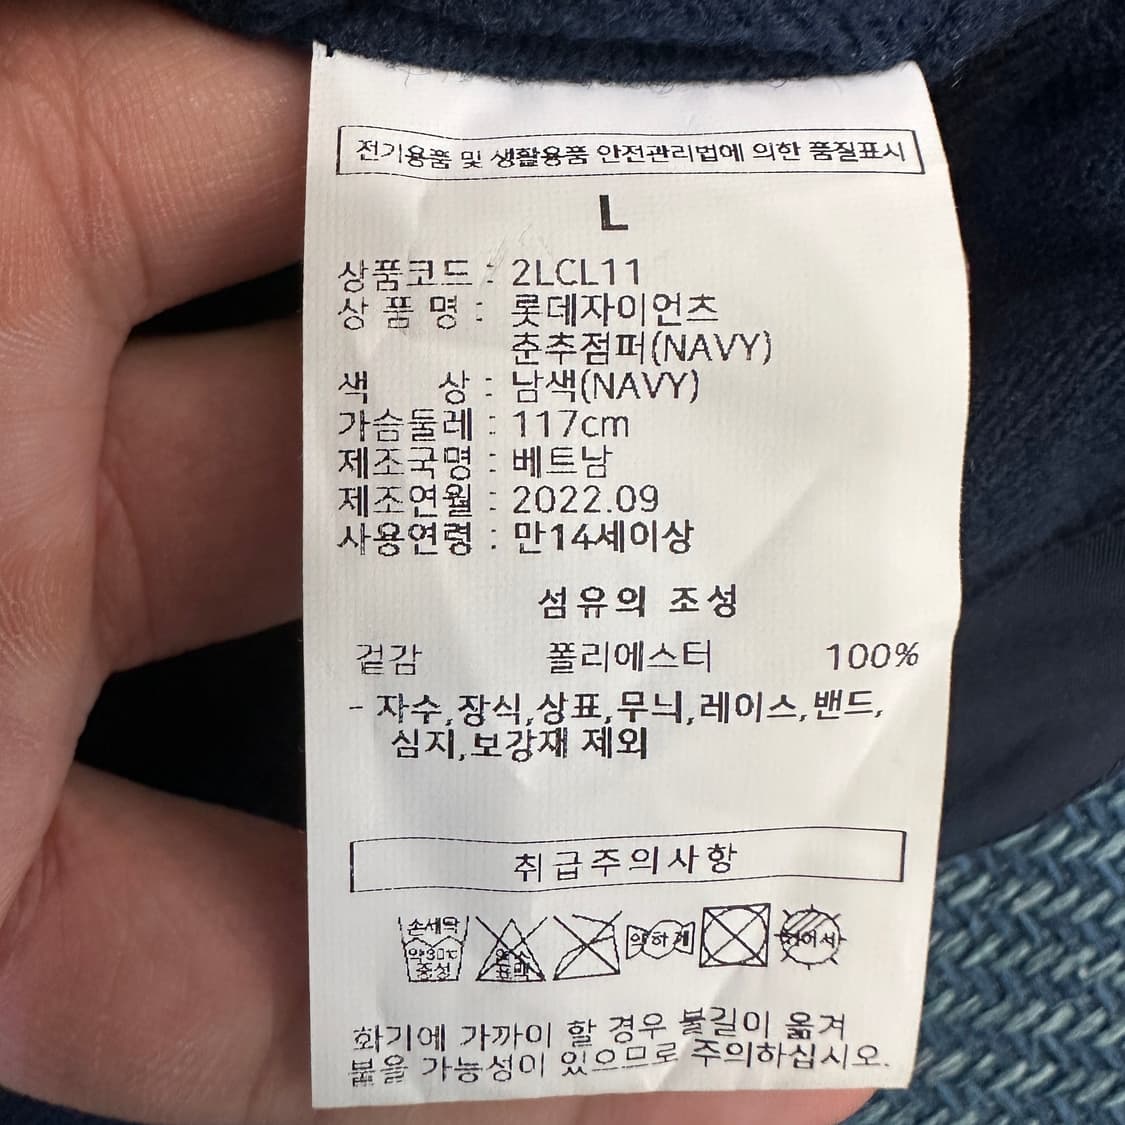 전기용품 및 생활용품 안전관리법에 의한 품질표시
L
상품코드 : 2LCL11
상 품 명 : 롯데자이언츠
춘추점퍼(NAVY)
색 상 : 남색(NAVY)
가슴둘레 : 117cm
제조국명 : 베트남
제조연월 : 2022.09
사용연령 : 만14세이상
섬유의 조성
겉감 폴리에스터 100%
- 자수,장식,상표,무늬,레이스,밴드,
심지,보강재 제외
취급주의사항
손세탁 약30℃ 중성 염소 표백 약하게
화기에 가까이 할 경우 불길이 옮겨
붙을 가능성이 있으므로 주의하십시오.